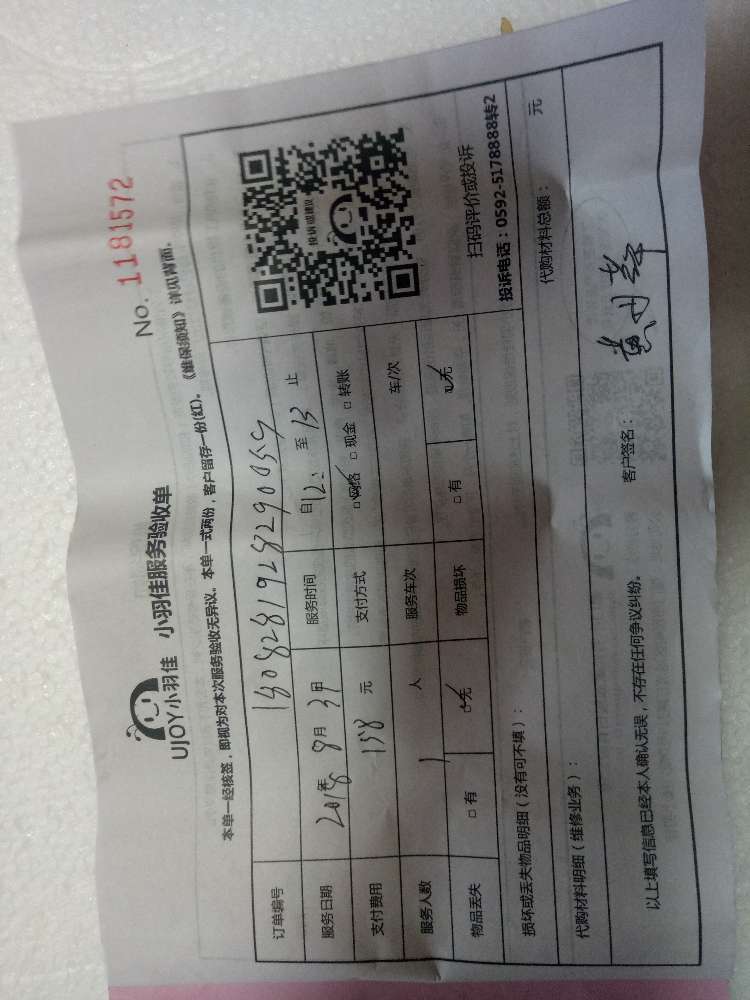 No. 1181572
UJOY小羽佳 小羽佳服务验收单
本单一经核签，即视为对本次服务验收无异议。本单一式两份，客户留存一份(红)。《维保须知》详见背面。
订单编号
服务日期 2018年8月31日 服务时间 自12: 至13 止
支付费用 138 元 支付方式 □网络 □现金 □转账
服务人数 1 人 服务车次 车/次
物品丢失 □有 □无 物品损坏 □有 □无
投诉或建议
扫码评价或投诉
投诉电话：0592-5178888转2
损坏或丢失物品明细（没有可不填）：
代购材料明细（维修业务）： 代购材料总额： 元
以上填写信息已经本人确认无误，不存在任何争议纠纷。 客户签名：